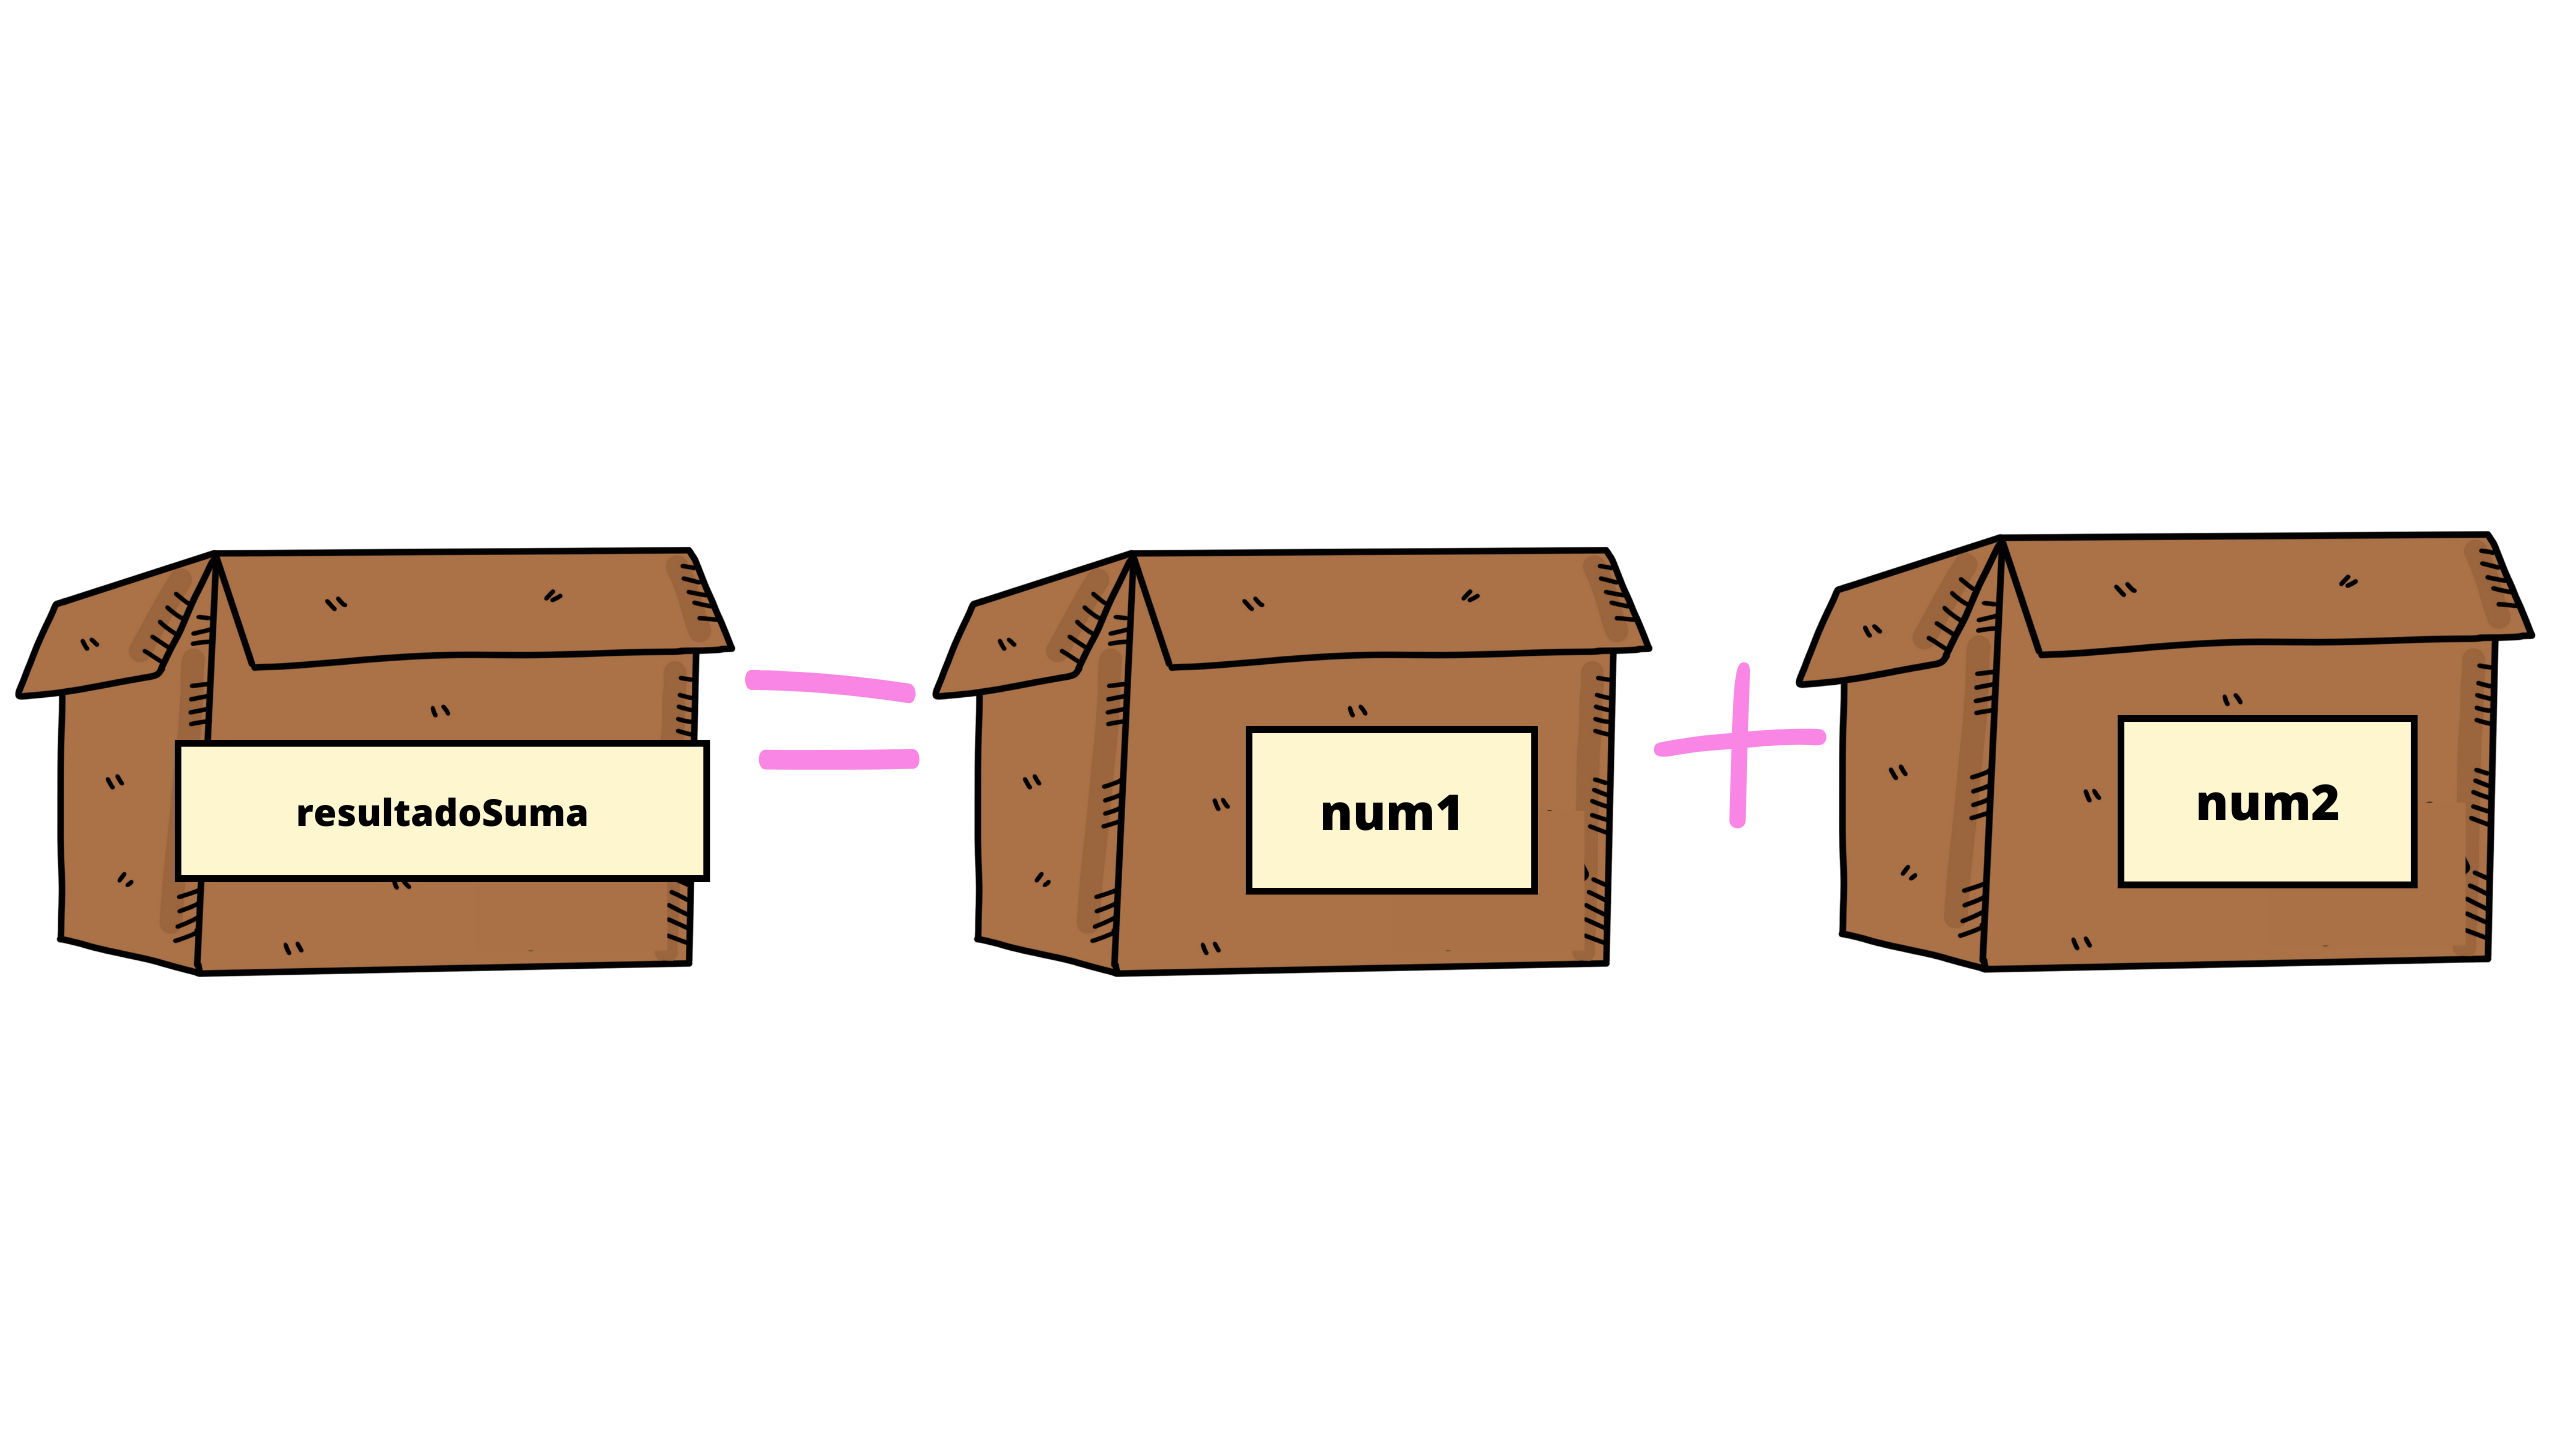 resultadoSuma = num1 + num2